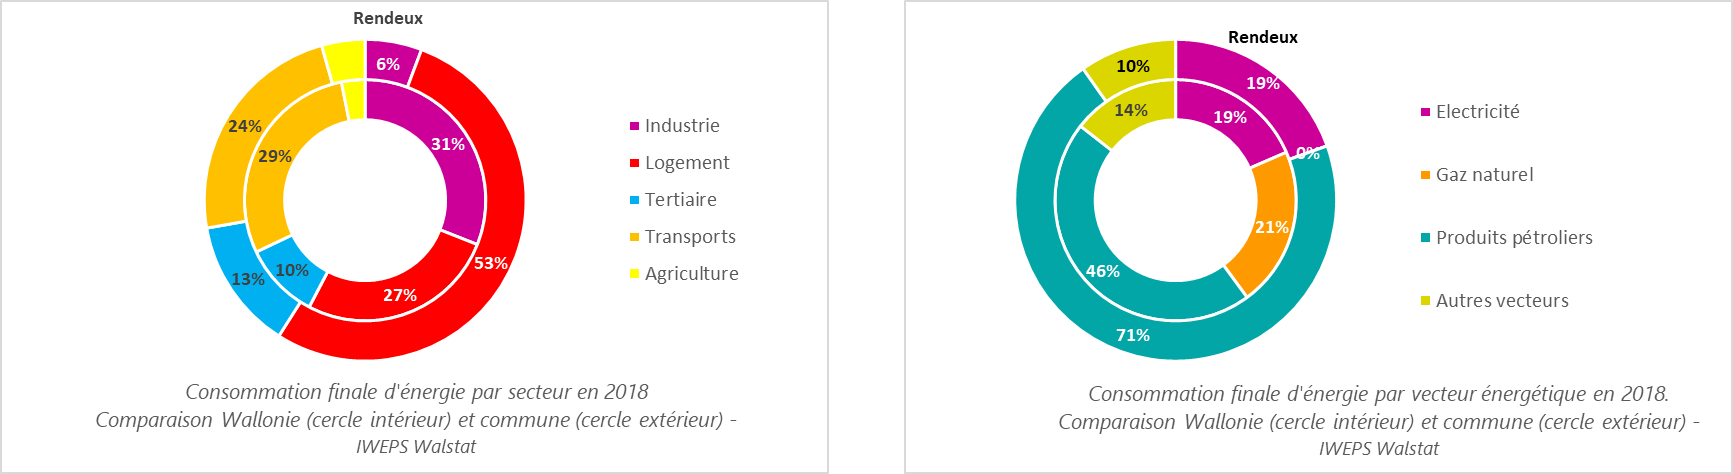 Rendeux
6%
31%
53%
27%
13%
10%
24%
29%
Industrie
Logement
Tertiaire
Transports
Agriculture
Consommation finale d'énergie par secteur en 2018
Comparaison Wallonie (cercle intérieur) et commune (cercle extérieur) -
IWEPS Walstat
Rendeux
19%
19%
0%
21%
71%
46%
10%
14%
Electricité
Gaz naturel
Produits pétroliers
Autres vecteurs
Consommation finale d'énergie par vecteur énergétique en 2018.
Comparaison Wallonie (cercle intérieur) et commune (cercle extérieur) -
IWEPS Walstat